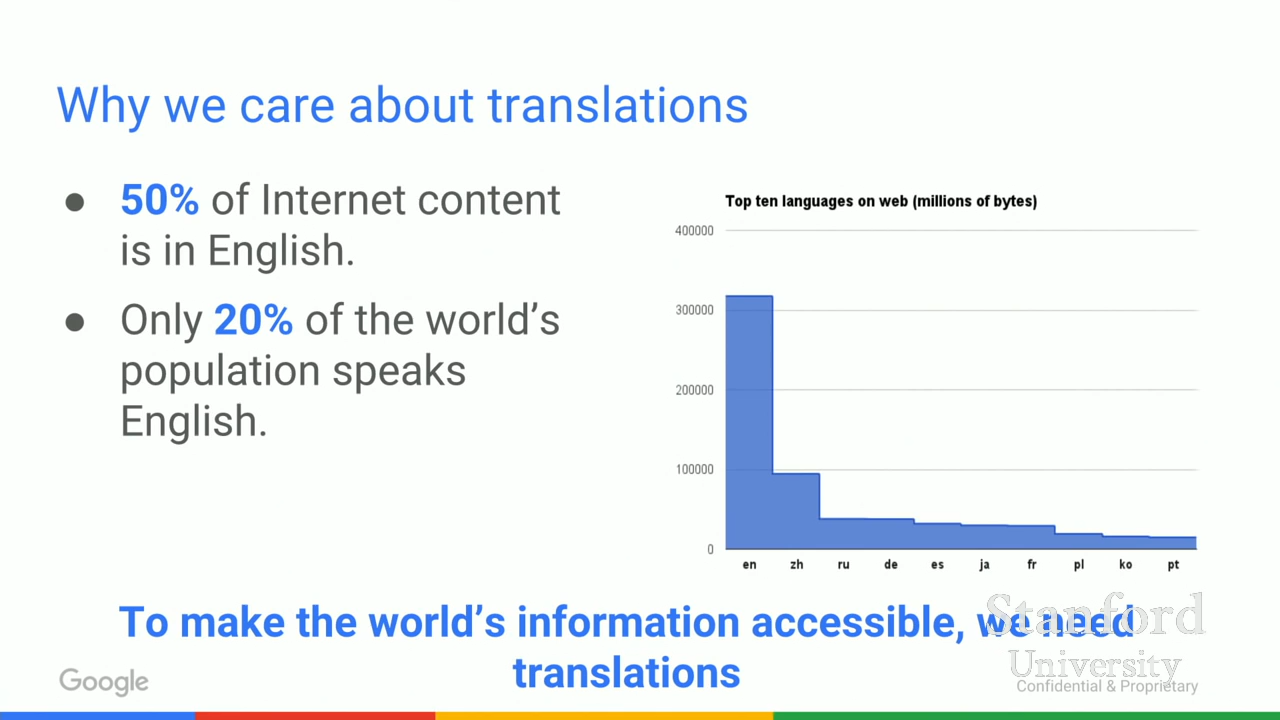 Why we care about translations
● 50% of Internet content
is in English.
● Only 20% of the world's
population speaks
English.
Top ten languages on web (millions of bytes)
400000
300000
200000
100000
0
en zh ru de es ja fr pl ko pt
To make the world's information accessible, we need
translations
Stanford
University
Google
Confidential & Proprietary